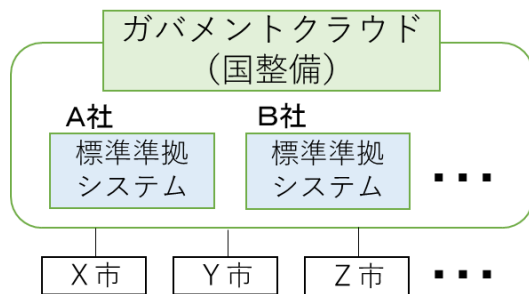 ガバメントクラウド
(国整備)
A社
B社
標準準拠
システム
標準準拠
システム
・・・
X市
Y市
Z市
・・・